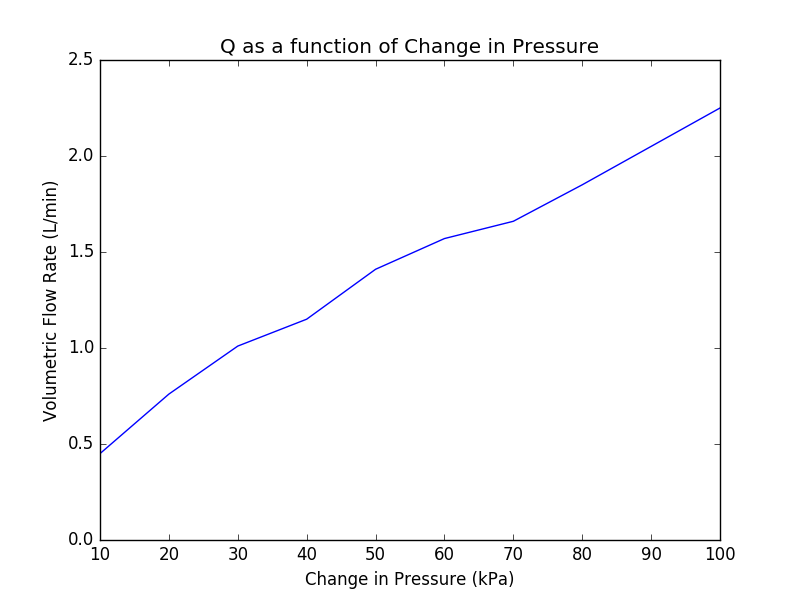 Q as a function of Change in Pressure
2.5
2.0
1.5
1.0
0.5
0.0
Volumetric Flow Rate (L/min)
10 20 30 40 50 60 70 80 90 100
Change in Pressure (kPa)